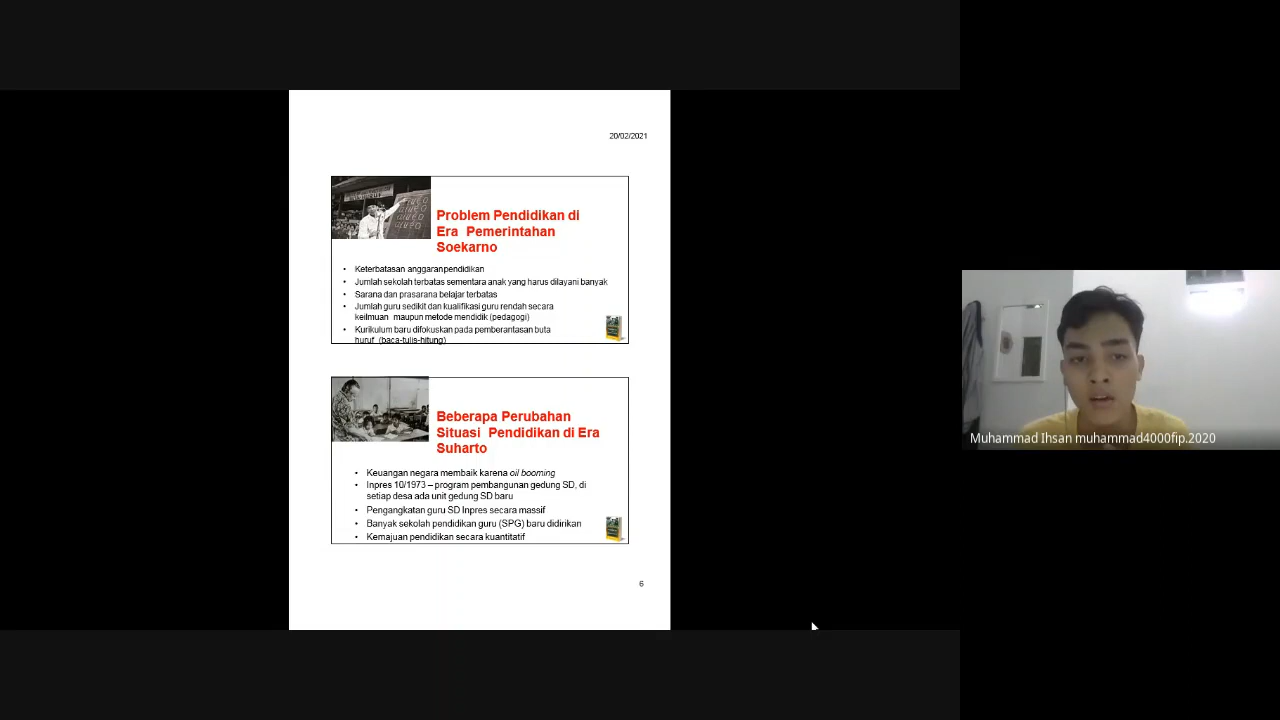 20/02/2021
Problem Pendidikan di
Era Pemerintahan
Soekarno
• Keterbatasan anggaranpendidikan
• Jumlah sekolah terbatas sementara anak yang harus dilayani banyak
• Sarana dan prasarana belajar terbatas
• Jumlah guru sedikit dan kualifikasi guru rendah secara
keilmuan maupun metode mendidik (pedagogi)
• Kurikulum baru difokuskan pada pemberantasan buta
huruf (baca-tulis-hitung)
Beberapa Perubahan
Situasi Pendidikan di Era
Suharto
• Keuangan negara membaik karena oil booming
• Inpres 10/1973 – program pembangunan gedung SD, di
setiap desa ada unit gedung SD baru
• Pengangkatan guru SD Inpres secara massif
• Banyak sekolah pendidikan guru (SPG) baru didirikan
• Kemajuan pendidikan secara kuantitatif
6
Muhammad Ihsan muhammad4000fip.2020